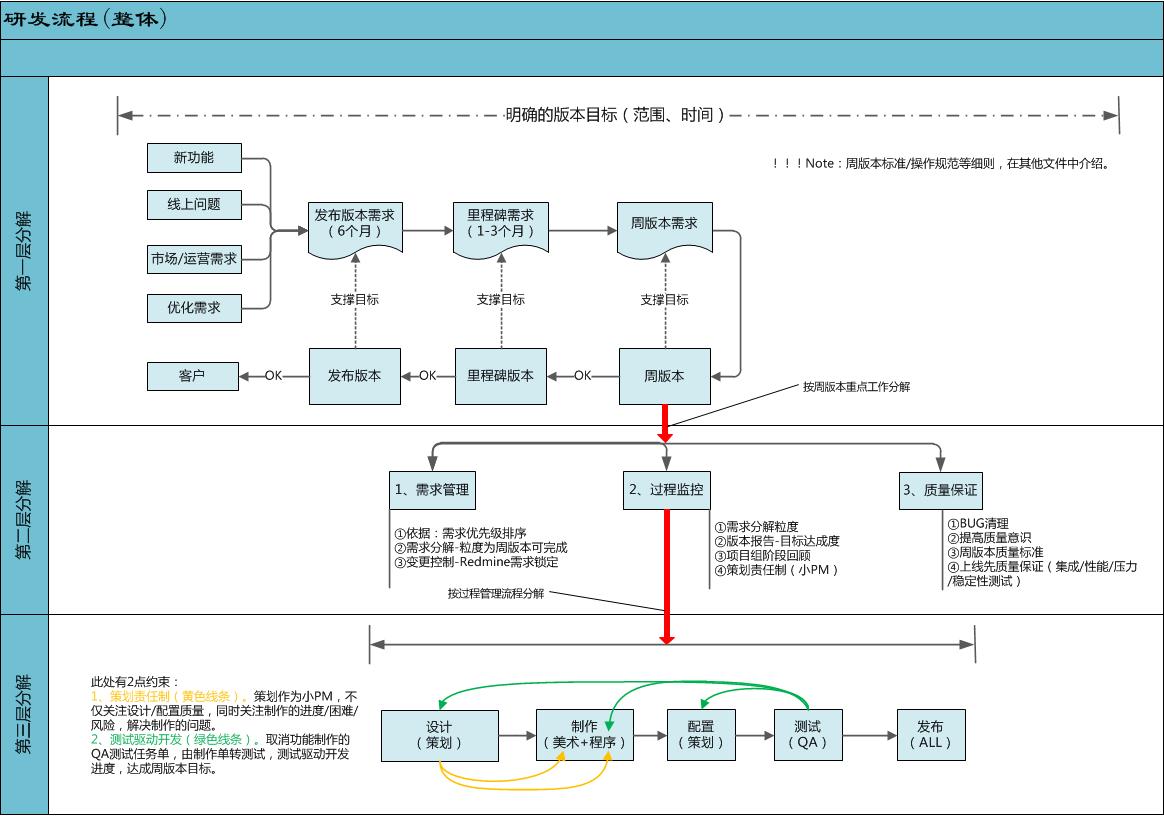 研发流程(整体)
第一层分解
明确的版本目标（范围、时间）
！！！Note：周版本标准/操作规范等细则，在其他文件中介绍。
新功能
线上问题
市场/运营需求
优化需求
发布版本需求
（6个月）
里程碑需求
（1-3个月）
周版本需求
支撑目标
支撑目标
支撑目标
客户
OK
发布版本
OK
里程碑版本
OK
周版本
按周版本重点工作分解
第二层分解
1、需求管理
①依据：需求优先级排序
②需求分解-粒度为周版本可完成
③变更控制-Redmine需求锁定
2、过程监控
①需求分解粒度
②版本报告-目标达成度
③项目组阶段回顾
④策划责任制（小PM）
3、质量保证
①BUG清理
②提高质量意识
③周版本质量标准
④上线先质量保证（集成/性能/压力
/稳定性测试）
按过程管理流程分解
第三层分解
此处有2点约束：
1、策划责任制（黄色线条）。策划作为小PM，不
仅关注设计/配置质量，同时关注制作的进度/困难/
风险，解决制作的问题。
2、测试驱动开发（绿色线条）。取消功能制作的
QA测试任务单，由制作单转测试，测试驱动开发
进度，达成周版本目标。
设计
（策划）
制作
（美术+程序）
配置
（策划）
测试
（QA）
发布
（ALL）